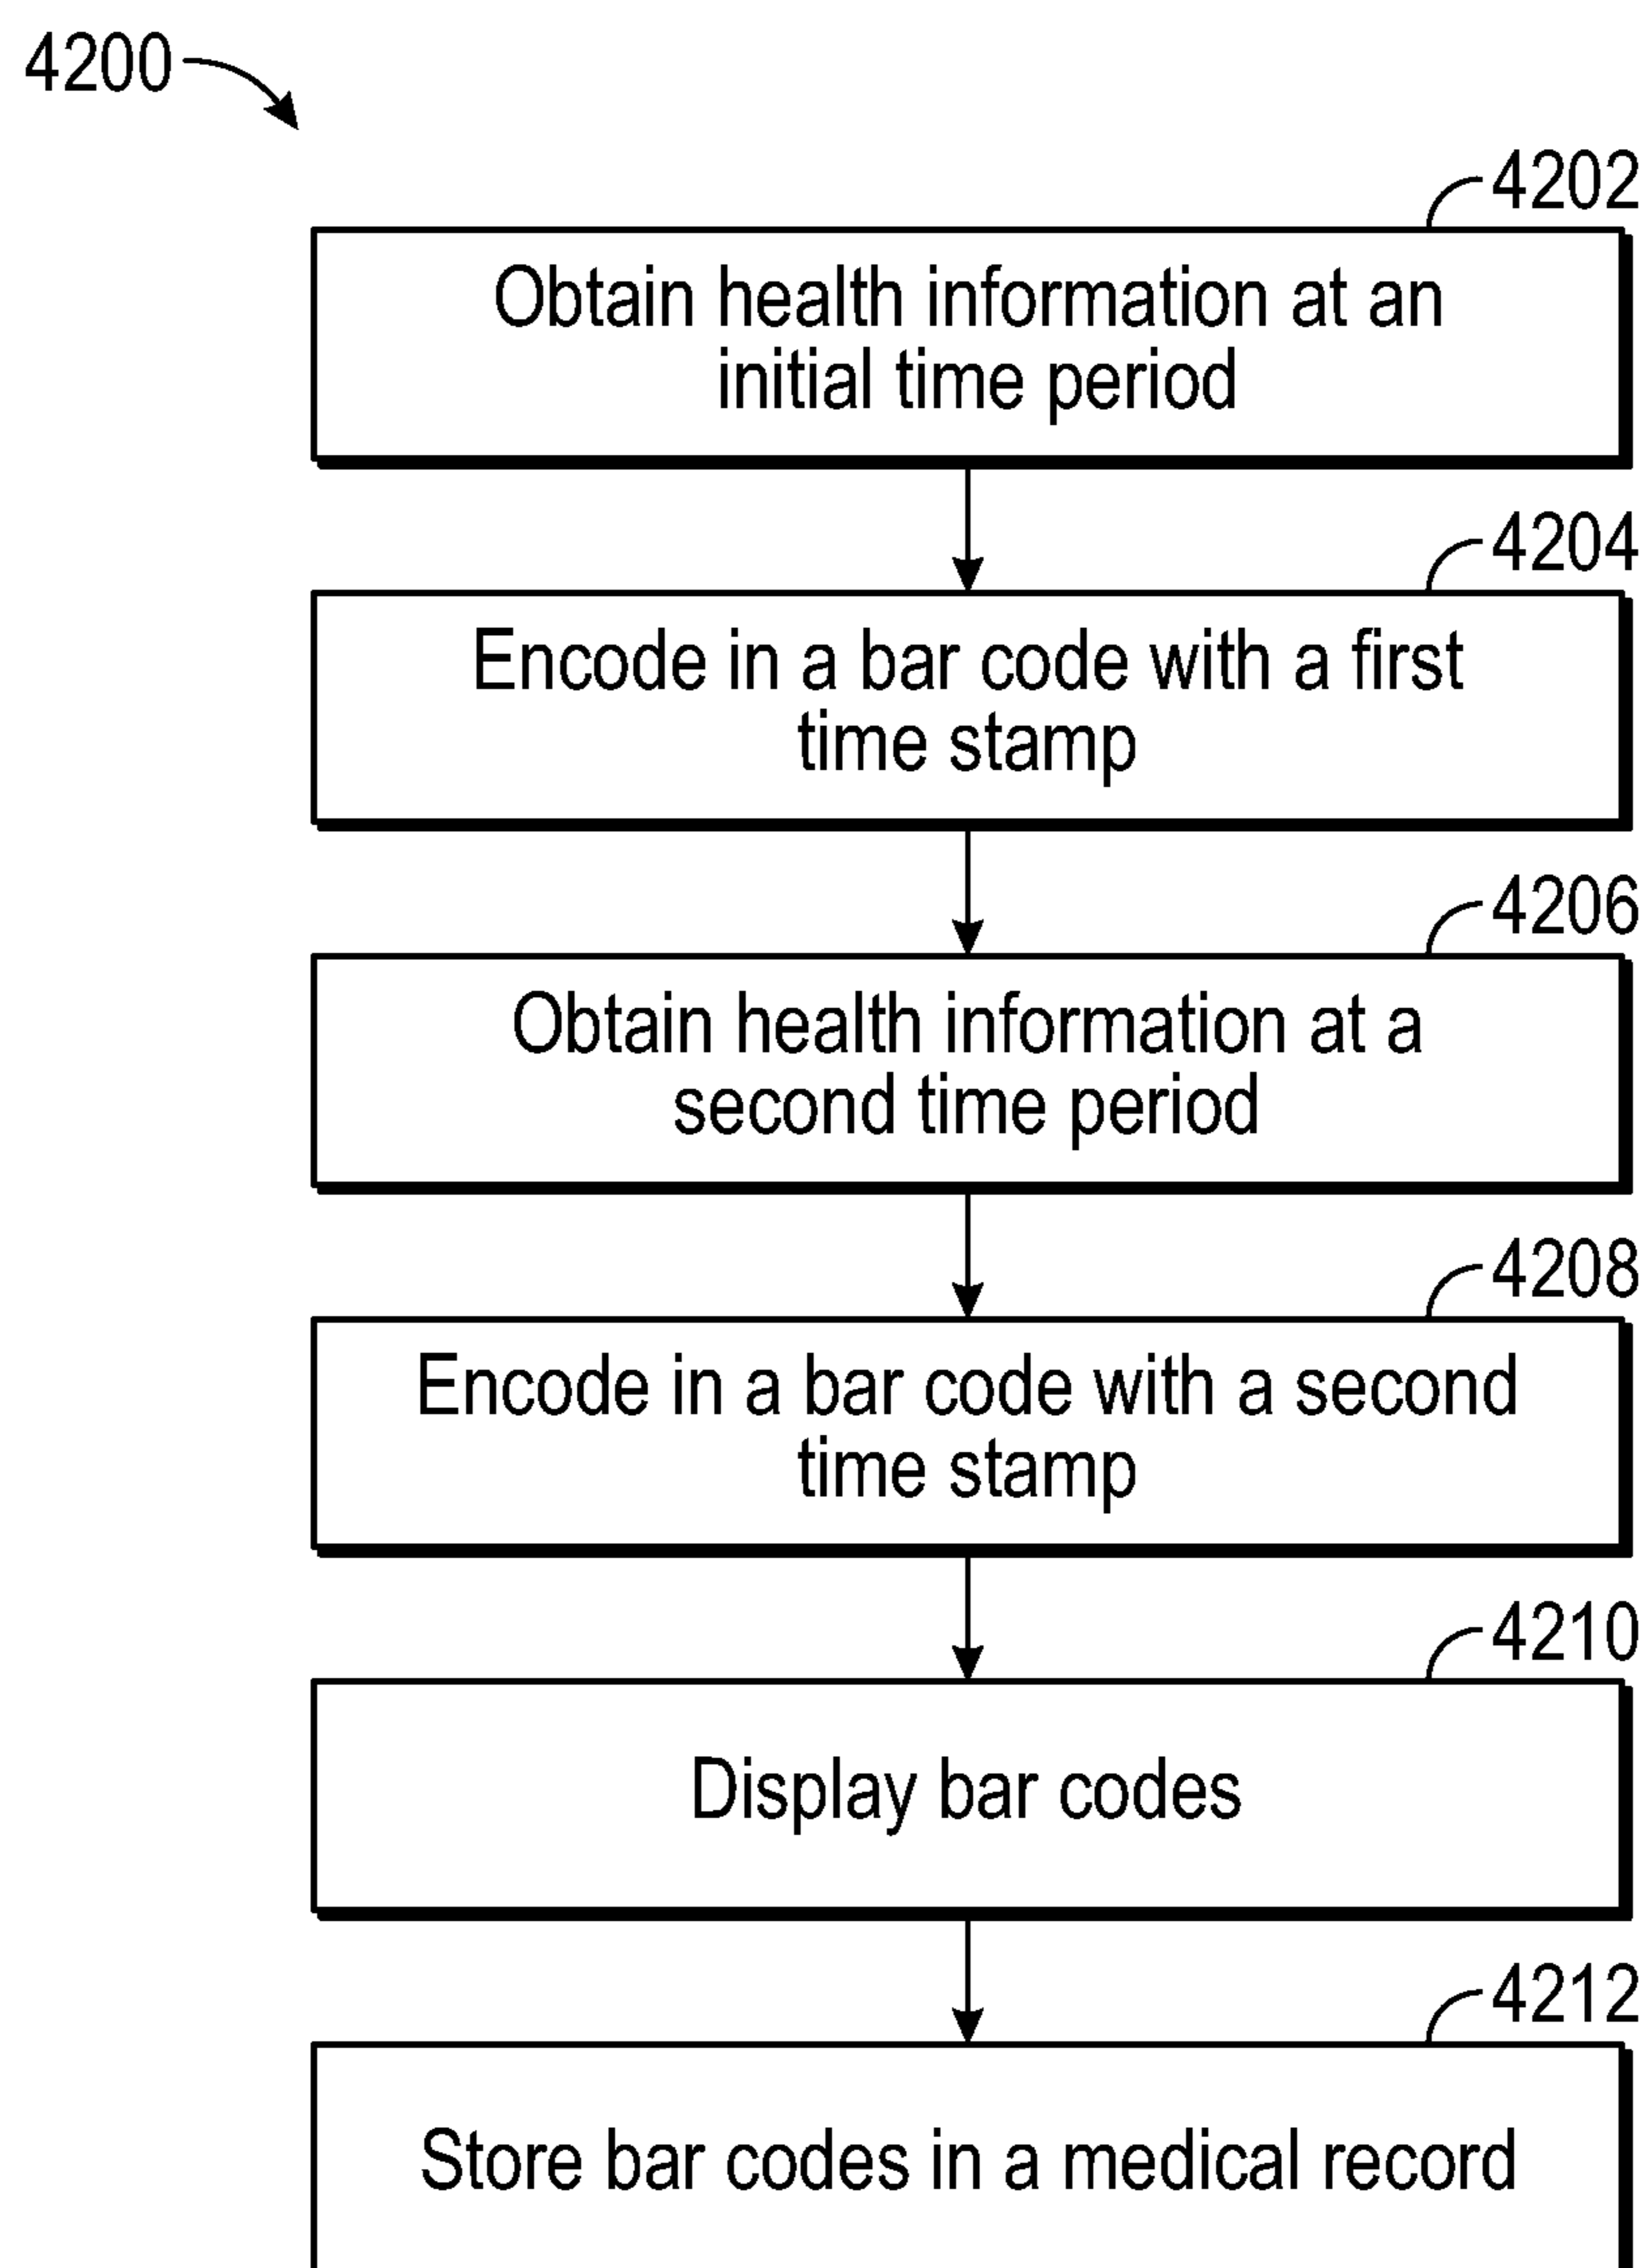 4200
4202
Obtain health information at an
initial time period
4204
Encode in a bar code with a first
time stamp
4206
Obtain health information at a
second time period
4208
Encode in a bar code with a second
time stamp
4210
Display bar codes
4212
Store bar codes in a medical record